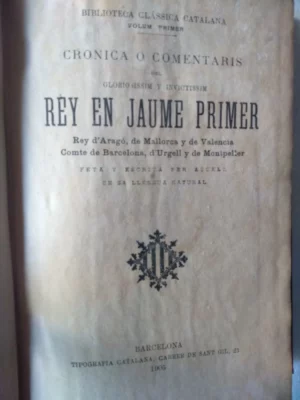 BIBLIOTECA CLÀSSICA CATALANA
VOLUM PRIMER
CRONICA O COMENTARIS
DEL
GLORIOSISSIM Y INVICTISSIM
REY EN JAUME PRIMER
Rey d'Aragó, de Mallorca y de Valencia
Comte de Barcelona, d'Urgell y de Montpeller
FETA Y ESCRITA PER AQUELL
EN SA LLENGUA NATURAL
BARCELONA
TIPOGRAFIA CATALANA, CARRER DE SANT GIL,